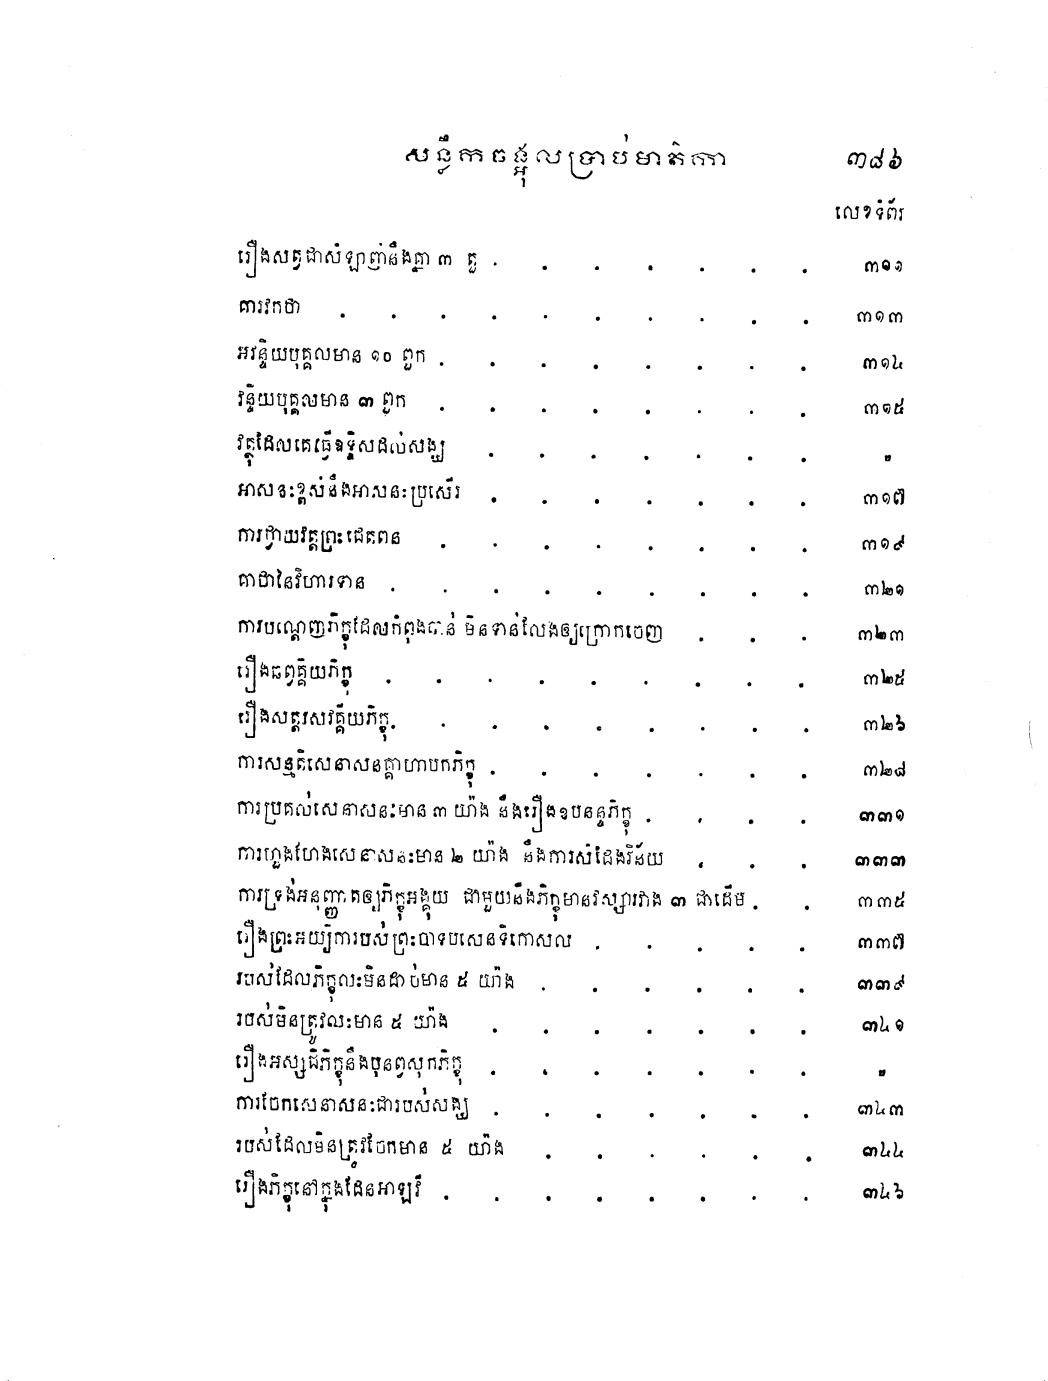 សន្លឹកចង្អុលប្រាប់មាតិកា ៣៨៦
លេខទំព័រ
រឿងសត្វជាសំឡាញ់នឹងគ្នា ៣ តួ . . . . . . . ៣១១
គារវកថា . . . . . . . . . . ៣១៣
អវន្ទិយបុគ្គលមាន ១០ ពួក . . . . . . . . ៣១៤
វន្ទិយបុគ្គលមាន ៣ ពួក . . . . . . . . ៣១៥
វត្ថុដែលគេធ្វើឧទ្ទិសដល់សង្ឃ . . . . . . . "
អាសនៈខ្ពស់នឹងអាសនៈប្រសើរ . . . . . . . ៣១៧
ការថ្វាយវត្តព្រះជេតពន . . . . . . . . ៣១៩
គាថានៃវិហារទាន . . . . . . . . . ៣២១
ការបណ្តេញភិក្ខុដែលកំពុងឆាន់ មិនទាន់លែងឲ្យក្រោកចេញ . . . ៣២៣
រឿងឆព្វគ្គិយភិក្ខុ . . . . . . . . . ៣២៥
រឿងសត្តរសវគ្គិយភិក្ខុ . . . . . . . . . ៣២៦
ការសន្មតិសេនាសនគ្គាហាបកភិក្ខុ . . . . . . . ៣២៨
ការប្រគល់សេនាសនៈមាន ៣ យ៉ាង នឹងរឿងឧបនន្ទភិក្ខុ . . . . ៣៣១
ការហួងហែងសេនាសនៈមាន ២ យ៉ាង នឹងការសំដែងវិន័យ . . . ៣៣៣
ការទ្រង់អនុញ្ញាតឲ្យភិក្ខុអង្គុយ ជាមួយនឹងភិក្ខុមានវស្សារវាង ៣ ជាដើម . . ៣៣៥
រឿងព្រះអយ្យិការបស់ព្រះបាទបសេនទិកោសល . . . . . ៣៣៧
របស់ដែលភិក្ខុលះមិនដាច់មាន ៥ យ៉ាង . . . . . . ៣៣៩
របស់មិនត្រូវលះមាន ៥ យ៉ាង . . . . . . . ៣៤១
រឿងអស្សជិភិក្ខុនឹងបុនព្វសុកភិក្ខុ . . . . . . . "
ការចែកសេនាសនៈជារបស់សង្ឃ . . . . . . . ៣៤៣
របស់ដែលមិនត្រូវចែកមាន ៥ យ៉ាង . . . . . . ៣៤៤
រឿងភិក្ខុនៅក្នុងដែនអាឡវី . . . . . . . . ៣៤៦